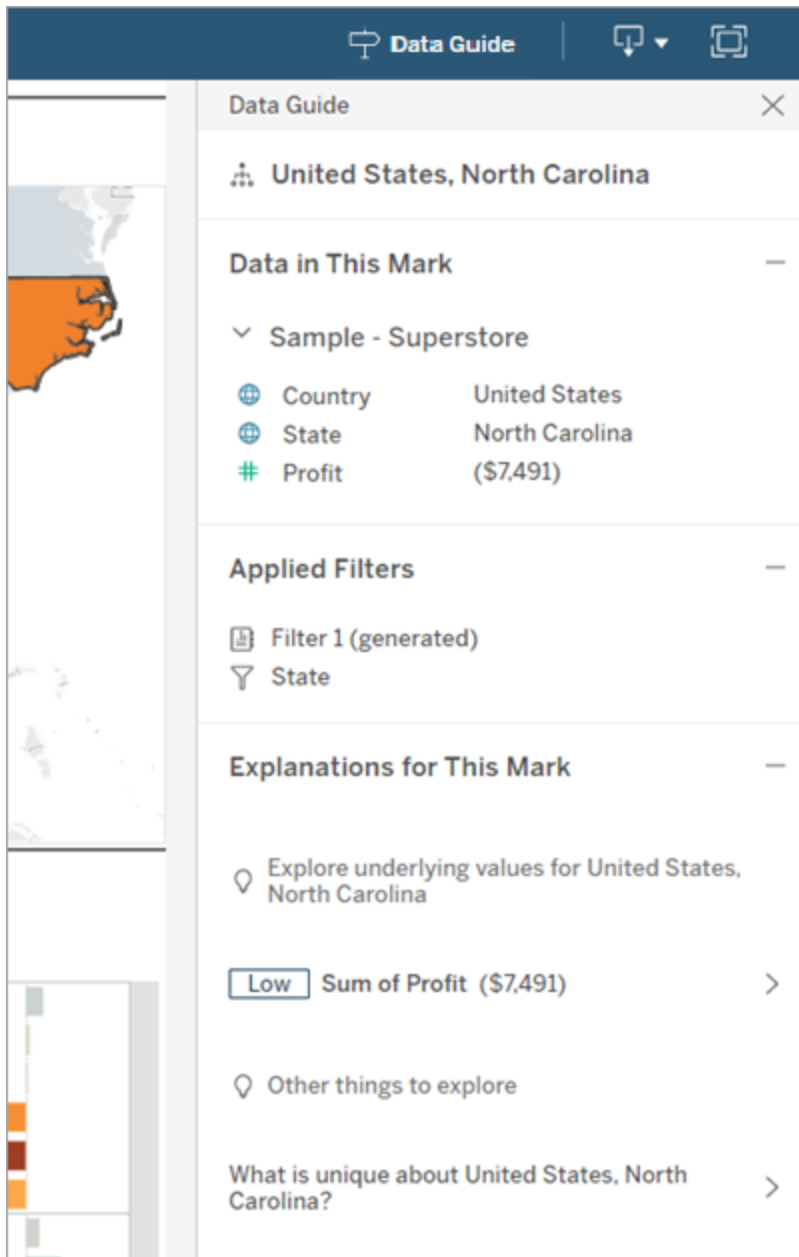 Data Guide
Data Guide
United States, North Carolina
Data in This Mark
Sample - Superstore
Country United States
State North Carolina
Profit ($7,491)
Applied Filters
Filter 1 (generated)
State
Explanations for This Mark
Explore underlying values for United States,
North Carolina
Low Sum of Profit ($7,491)
Other things to explore
What is unique about United States, North
Carolina?